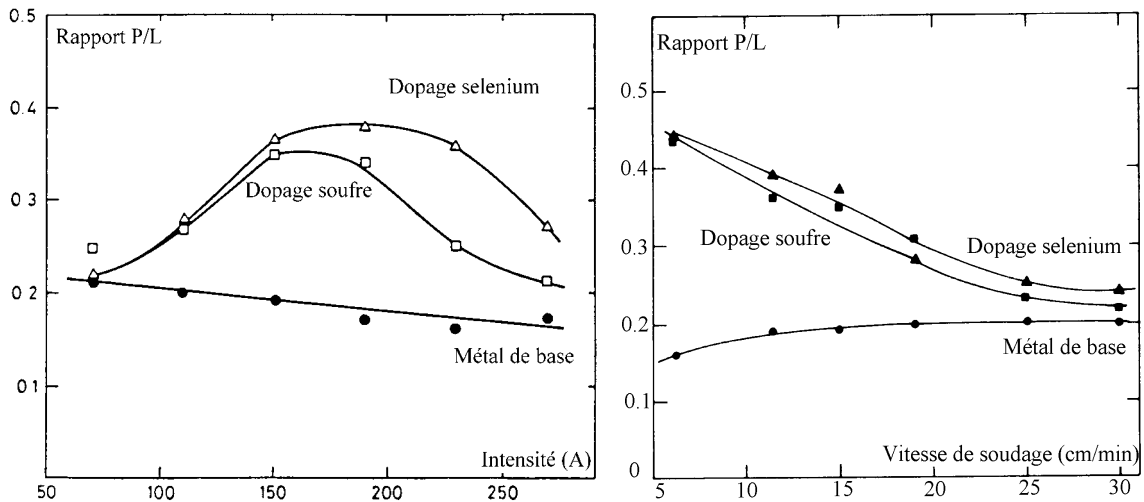 0.5
Rapport P/L
0.4
Dopage selenium
0.3
Dopage soufre
0.2
Métal de base
0 1
Intensité (A)
50
100
150
200
250
Rapport P/L
0.5
0.4
0.3
Dopage soufre
Dopage selenium
0.2
Métal de base
0.1
0
Vitesse de soudage (cm/min)
5
10
15
20
25
30